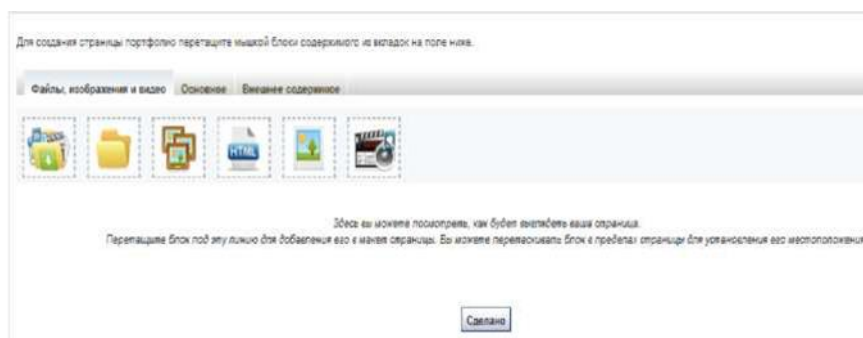 Для создания страницы портфолио перетащите мышкой блоки содержимого из вкладок на поле ниже.
Файлы, изображения и видео Основное Внешнее содержимое
HTML
Здесь вы можете посмотреть, как будет выглядеть ваша страница.
Перетащите блок под эту линию для добавления его в макет страницы. Вы можете перетаскивать блок в пределах страницы для установления его местоположения
Сделано